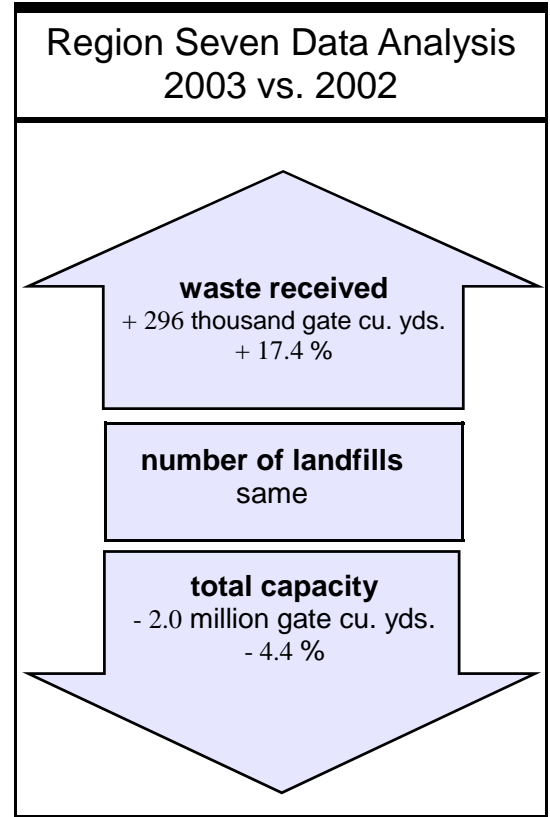 Region Seven Data Analysis
2003 vs. 2002
waste received
+ 296 thousand gate cu. yds.
+ 17.4 %
number of landfills
same
total capacity
- 2.0 million gate cu. yds.
- 4.4 %